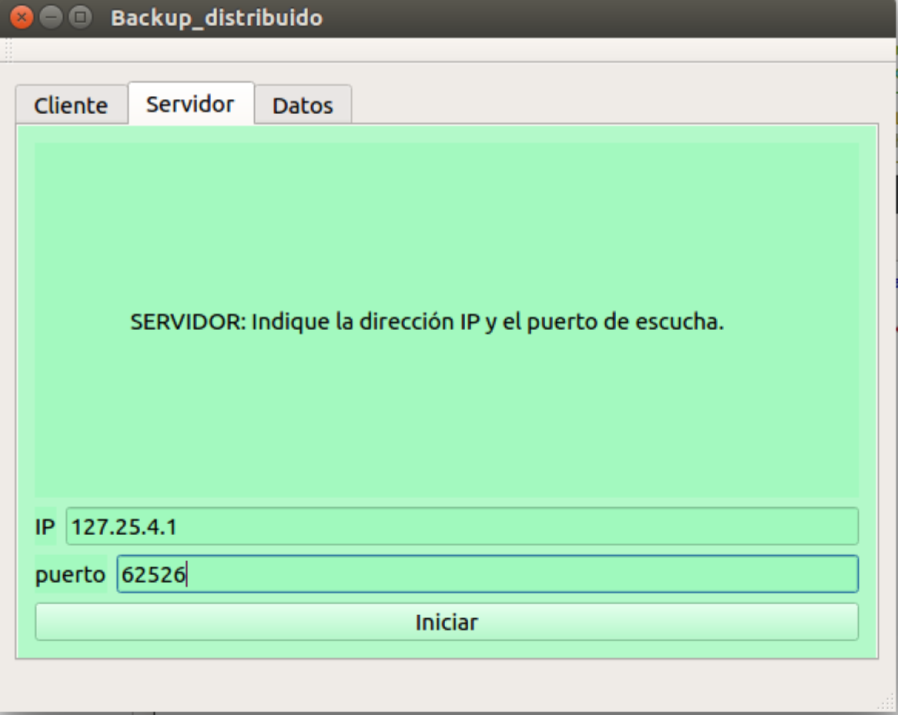 Backup_distribuido
Cliente Servidor Datos
SERVIDOR: Indique la dirección IP y el puerto de escucha.
IP 127.25.4.1
puerto 62526
Iniciar